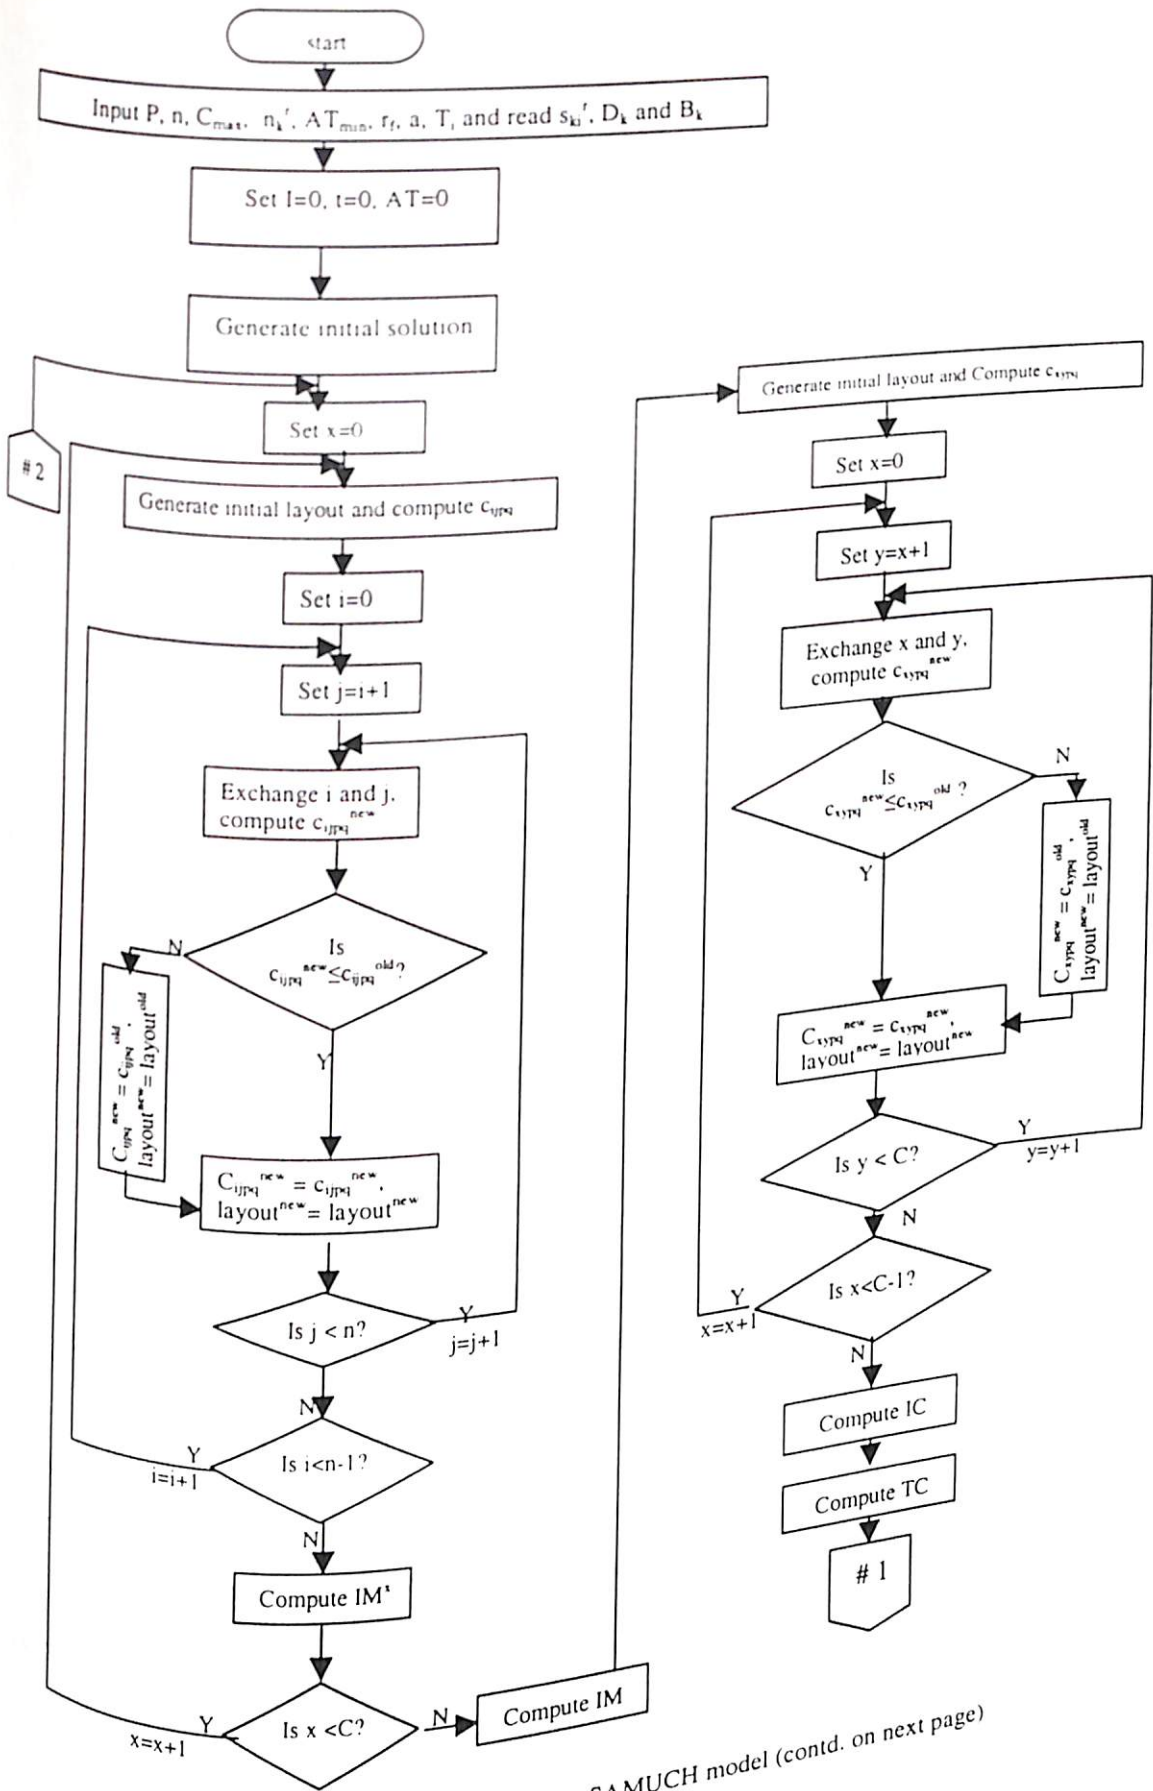 start
Input P, n, C_max, n_k^r, AT_min, r_f, a, T_i and read s_ki^r, D_k and B_k
Set I=0, t=0, AT=0
Generate initial solution
#2
Set x=0
Generate initial layout and compute c_ijpq
Set i=0
Set j=i+1
Exchange i and j,
compute c_ijpq^new
Is
c_ijpq^new ≤ c_ijpq^old ?
N
C_ijpq^new = c_ijpq^old,
layout^new = layout^old
Y
C_ijpq^new = c_ijpq^new,
layout^new = layout^new
Is j < n?
Y
j=j+1
N
Is i<n-1?
Y
i=i+1
N
Compute IM^x
Is x <C?
Y
x=x+1
N
Compute IM
Generate initial layout and Compute c_xypq
Set x=0
Set y=x+1
Exchange x and y,
compute c_xypq^new
Is
c_xypq^new ≤ c_xypq^old ?
N
C_xypq^new = c_xypq^old,
layout^new = layout^old
Y
C_xypq^new = c_xypq^new,
layout^new = layout^new
Is y < C?
Y
y=y+1
N
Is x<C-1?
Y
x=x+1
N
Compute IC
Compute TC
# 1
SAMUCH model (contd. on next page)